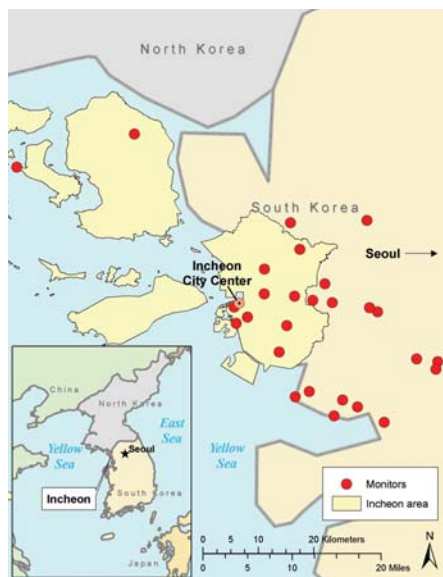 North Korea
South Korea
Seoul
Incheon
City Center
China
North Korea
East
Sea
Yellow
Sea
Seoul
Incheon
South Korea
Japan
Yellow
Sea
Monitors
Incheon area
0 5 10 20 Kilometers
0 5 10 20 Miles
N